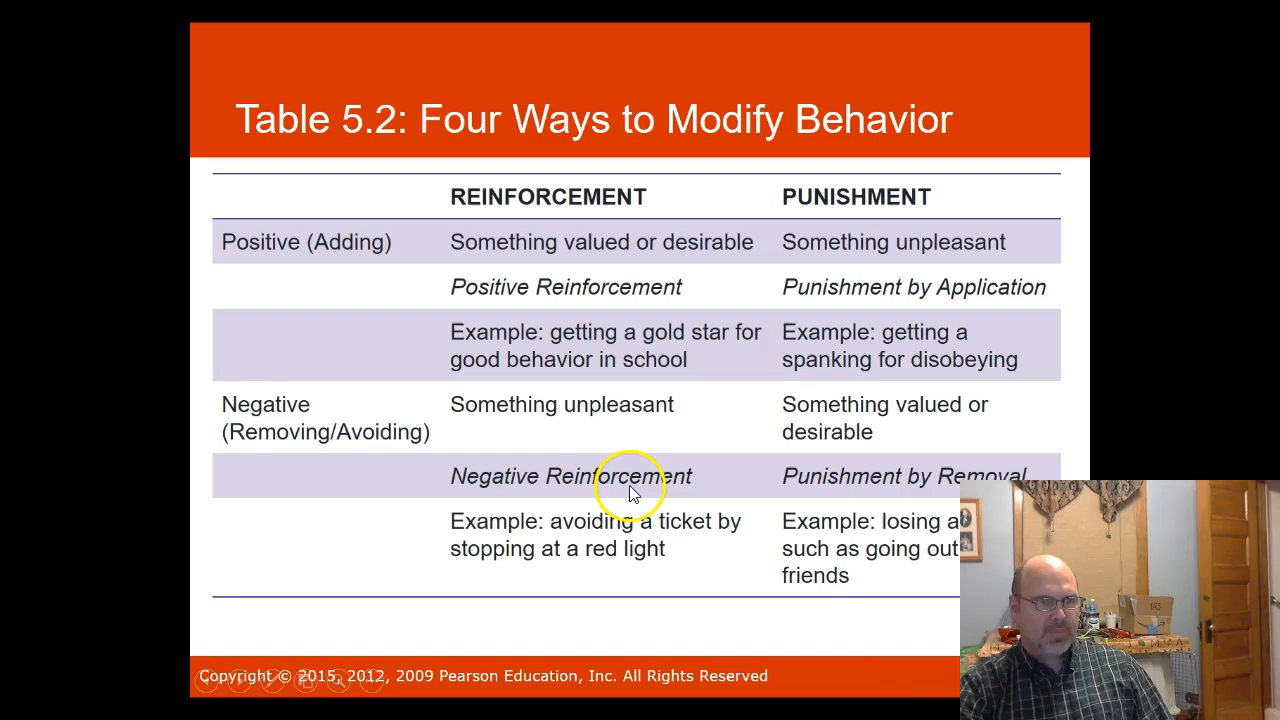 Table 5.2: Four Ways to Modify Behavior
REINFORCEMENT PUNISHMENT
Positive (Adding) Something valued or desirable Something unpleasant
Positive Reinforcement Punishment by Application
Example: getting a gold star for Example: getting a
good behavior in school spanking for disobeying
Negative Something unpleasant Something valued or
(Removing/Avoiding) desirable
Negative Reinforcement Punishment by Removal
Example: avoiding a ticket by Example: losing a
stopping at a red light such as going out
friends
Copyright © 2015, 2012, 2009 Pearson Education, Inc. All Rights Reserved